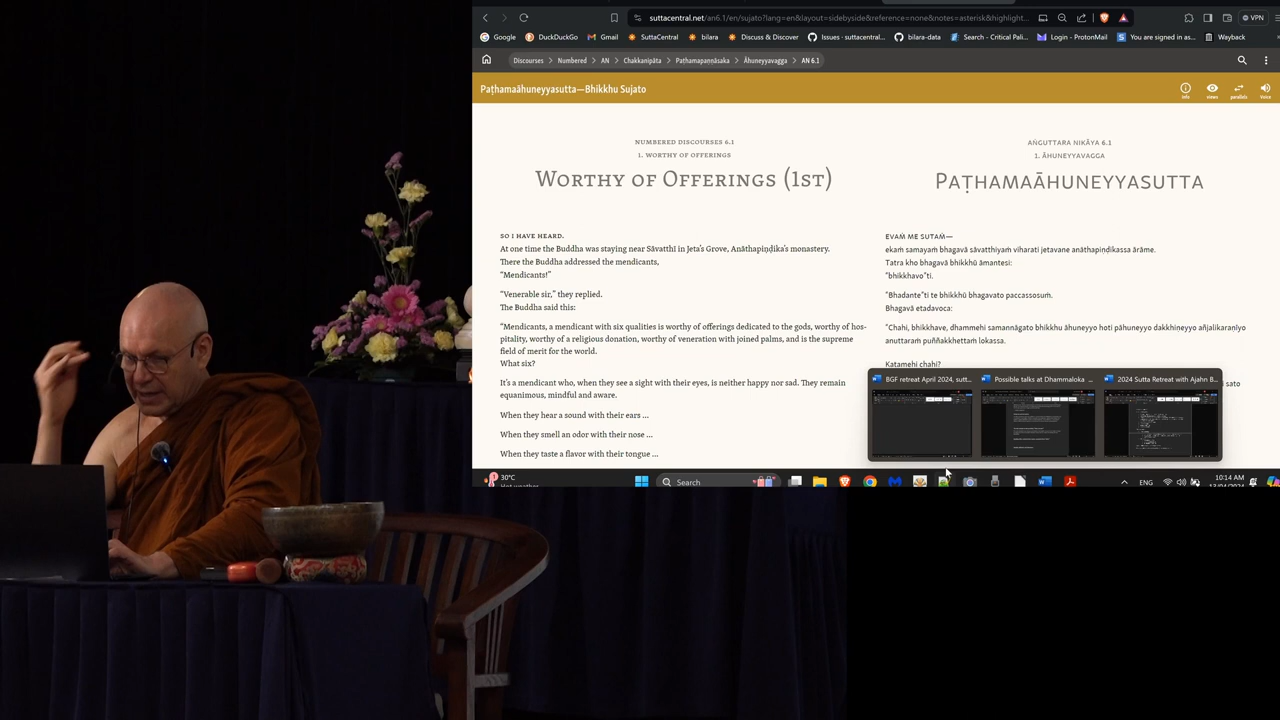 suttacentral.net/an6.1/en/sujato?lang=en&layout=sidebyside&reference=none&notes=asterisk&highlight...
VPN
Google
DuckDuckGo
Gmail
SuttaCentral
bilara
Discuss & Discover
Issues · suttacentral...
bilara-data
Search - Critical Pali...
Login - ProtonMail
You are signed in as...
Wayback
Discourses
Numbered
AN
Chakkanipāta
Paṭhamapaṇṇāsaka
Āhuneyyavagga
AN 6.1
Paṭhamaāhuneyyasutta—Bhikkhu Sujato
info
views
parallels
Voice
NUMBERED DISCOURSES 6.1
1. WORTHY OF OFFERINGS
WORTHY OF OFFERINGS (1ST)
SO I HAVE HEARD.
At one time the Buddha was staying near Sāvatthī in Jeta's Grove, Anāthapiṇḍika's monastery.
There the Buddha addressed the mendicants,
“Mendicants!”
“Venerable sir,” they replied.
The Buddha said this:
“Mendicants, a mendicant with six qualities is worthy of offerings dedicated to the gods, worthy of hos-
pitality, worthy of a religious donation, worthy of veneration with joined palms, and is the supreme
field of merit for the world.
What six?
It's a mendicant who, when they see a sight with their eyes, is neither happy nor sad. They remain
equanimous, mindful and aware.
When they hear a sound with their ears ...
When they smell an odor with their nose ...
When they taste a flavor with their tongue ...
AṄGUTTARA NIKĀYA 6.1
1. ĀHUNEYYAVAGGA
PAṬHAMAĀHUNEYYASUTTA
EVAṀ ME SUTAṀ—
ekaṁ samayaṁ bhagavā sāvatthiyaṁ viharati jetavane anāthapiṇḍikassa ārāme.
Tatra kho bhagavā bhikkhū āmantesi:
“bhikkhavo”ti.
“Bhadante”ti te bhikkhū bhagavato paccassosuṁ.
Bhagavā etadavoca:
“Chahi, bhikkhave, dhammehi samannāgato bhikkhu āhuneyyo hoti pāhuneyyo dakkhiṇeyyo añjalikaraṇīyo
anuttaraṁ puññakkhettaṁ lokassa.
Katamehi chahi?
sato
BGF retreat April 2024, sutt...
Possible talks at Dhammaloka ...
2024 Sutta Retreat with Ajahn B...
30°C
Hot weather
Search
ENG
10:14 AM
13/04/2024